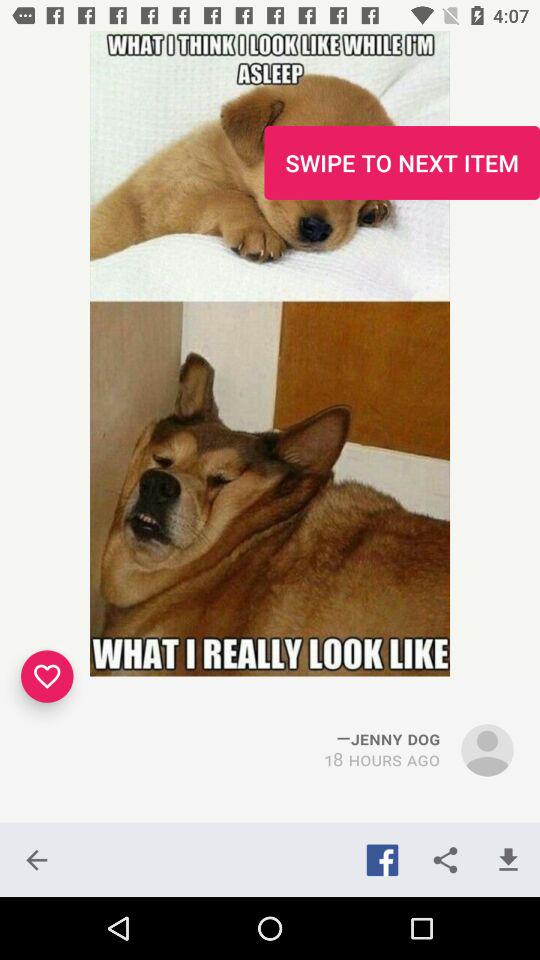 4:07
WHAT I THINK I LOOK LIKE WHILE I'M
ASLEEP
SWIPE TO NEXT ITEM
WHAT I REALLY LOOK LIKE
—JENNY DOG
18 HOURS AGO